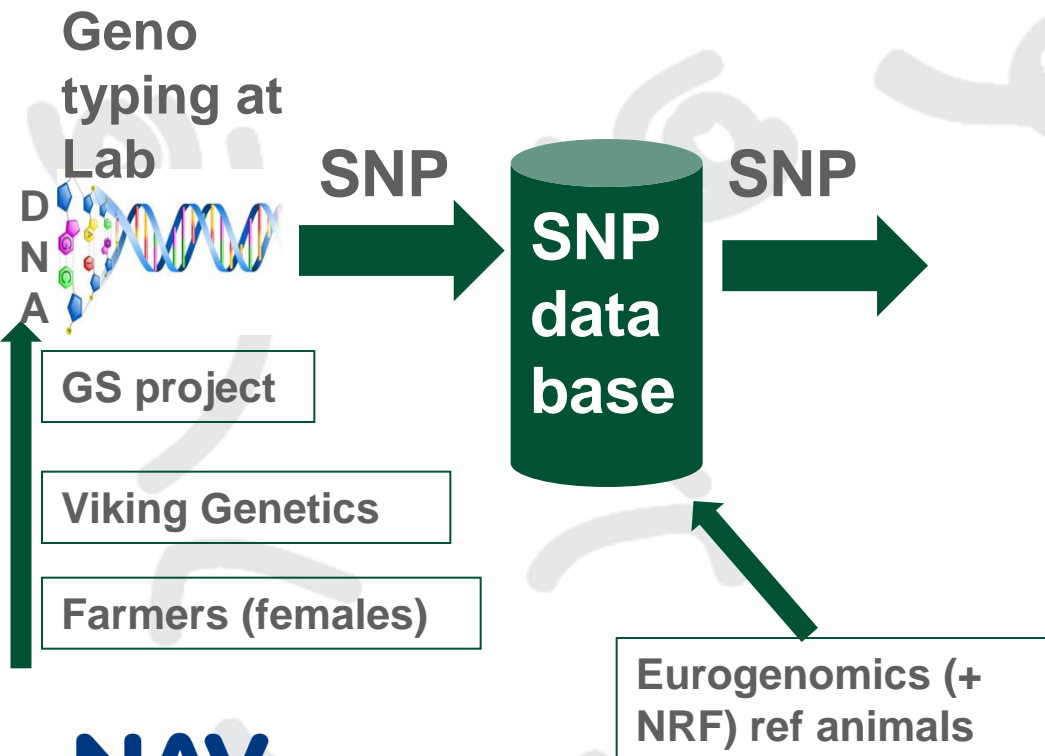 Geno
typing at
Lab
D
N
A
SNP
SNP
data
base
SNP
GS project
Viking Genetics
Farmers (females)
Eurogenomics (+
NRF) ref animals
NAV